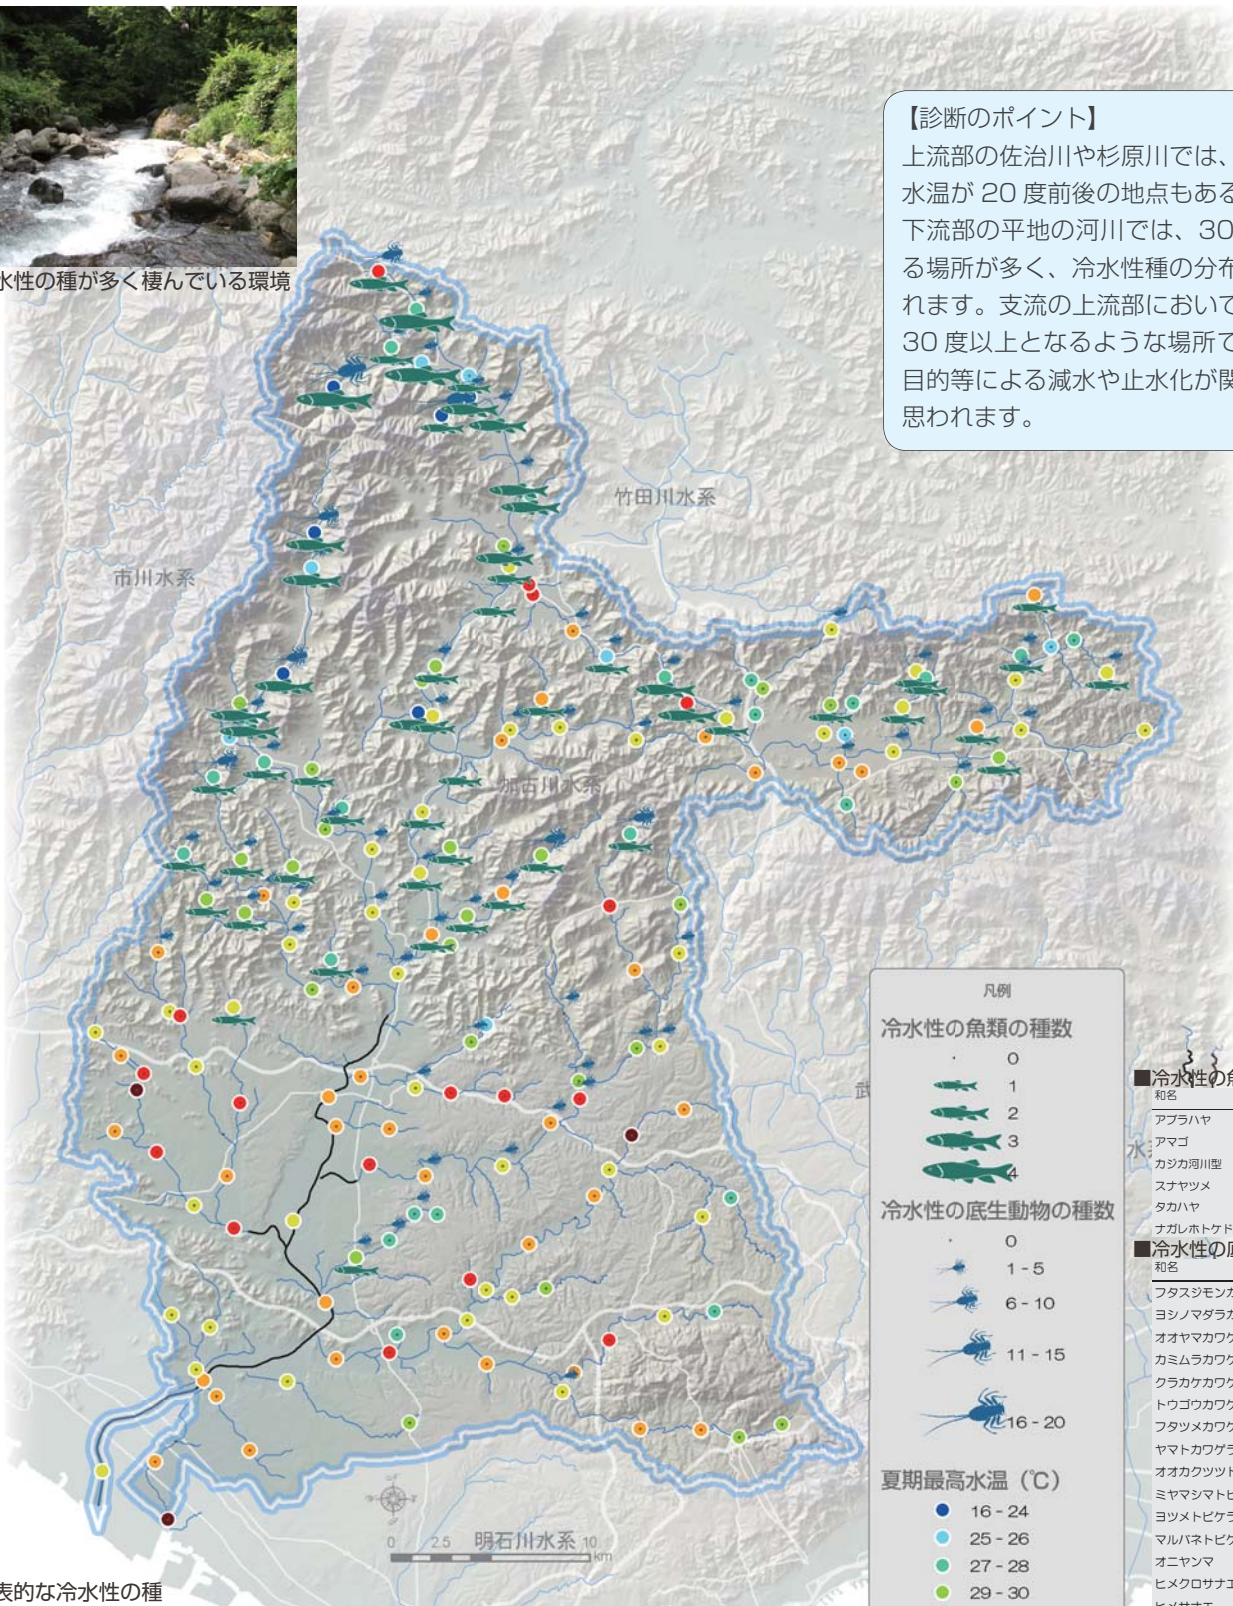 【診断のポイント】
上流部の佐治川や杉原川では、
水温が 20 度前後の地点もある
下流部の平地の河川では、30
る場所が多く、冷水性種の分布
れます。支流の上流部において
30 度以上となるような場所で
目的等による減水や止水化が関
思われます。
水性の種が多く棲んでいる環境
竹田川水系
市川水系
加古川水系
武
水
明石川水系
0 2.5 10
km
表的な冷水性の種
凡例
冷水性の魚類の種数
0
1
2
3
4
冷水性の底生動物の種数
0
1 - 5
6 - 10
11 - 15
16 - 20
夏期最高水温（℃）
16 - 24
25 - 26
27 - 28
29 - 30
■冷水性の魚
和名
アブラハヤ
アマゴ
カジカ河川型
スナヤツメ
タカハヤ
ナガレホトケド
■冷水性の底
和名
フタスジモンカ
ヨシノマダラカ
オオヤマカワゲ
カミムラカワゲ
クラカケカワゲ
トウゴウカワゲ
フタツメカワゲ
ヤマトカワゲラ
オオカクツツト
ミヤマシマトビ
ヨツメトビケラ
マルバネトビケ
オニヤンマ
ヒメクロサナエ
ヒメサナエ